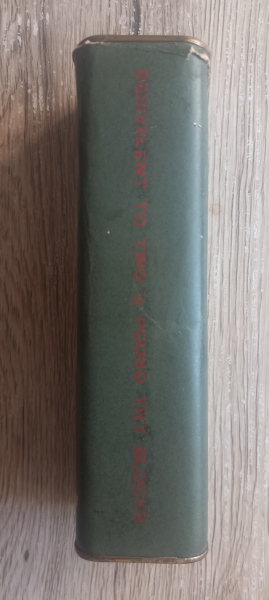 EQUIVALENT TO TWO ½ POUND TNT BLOCKS